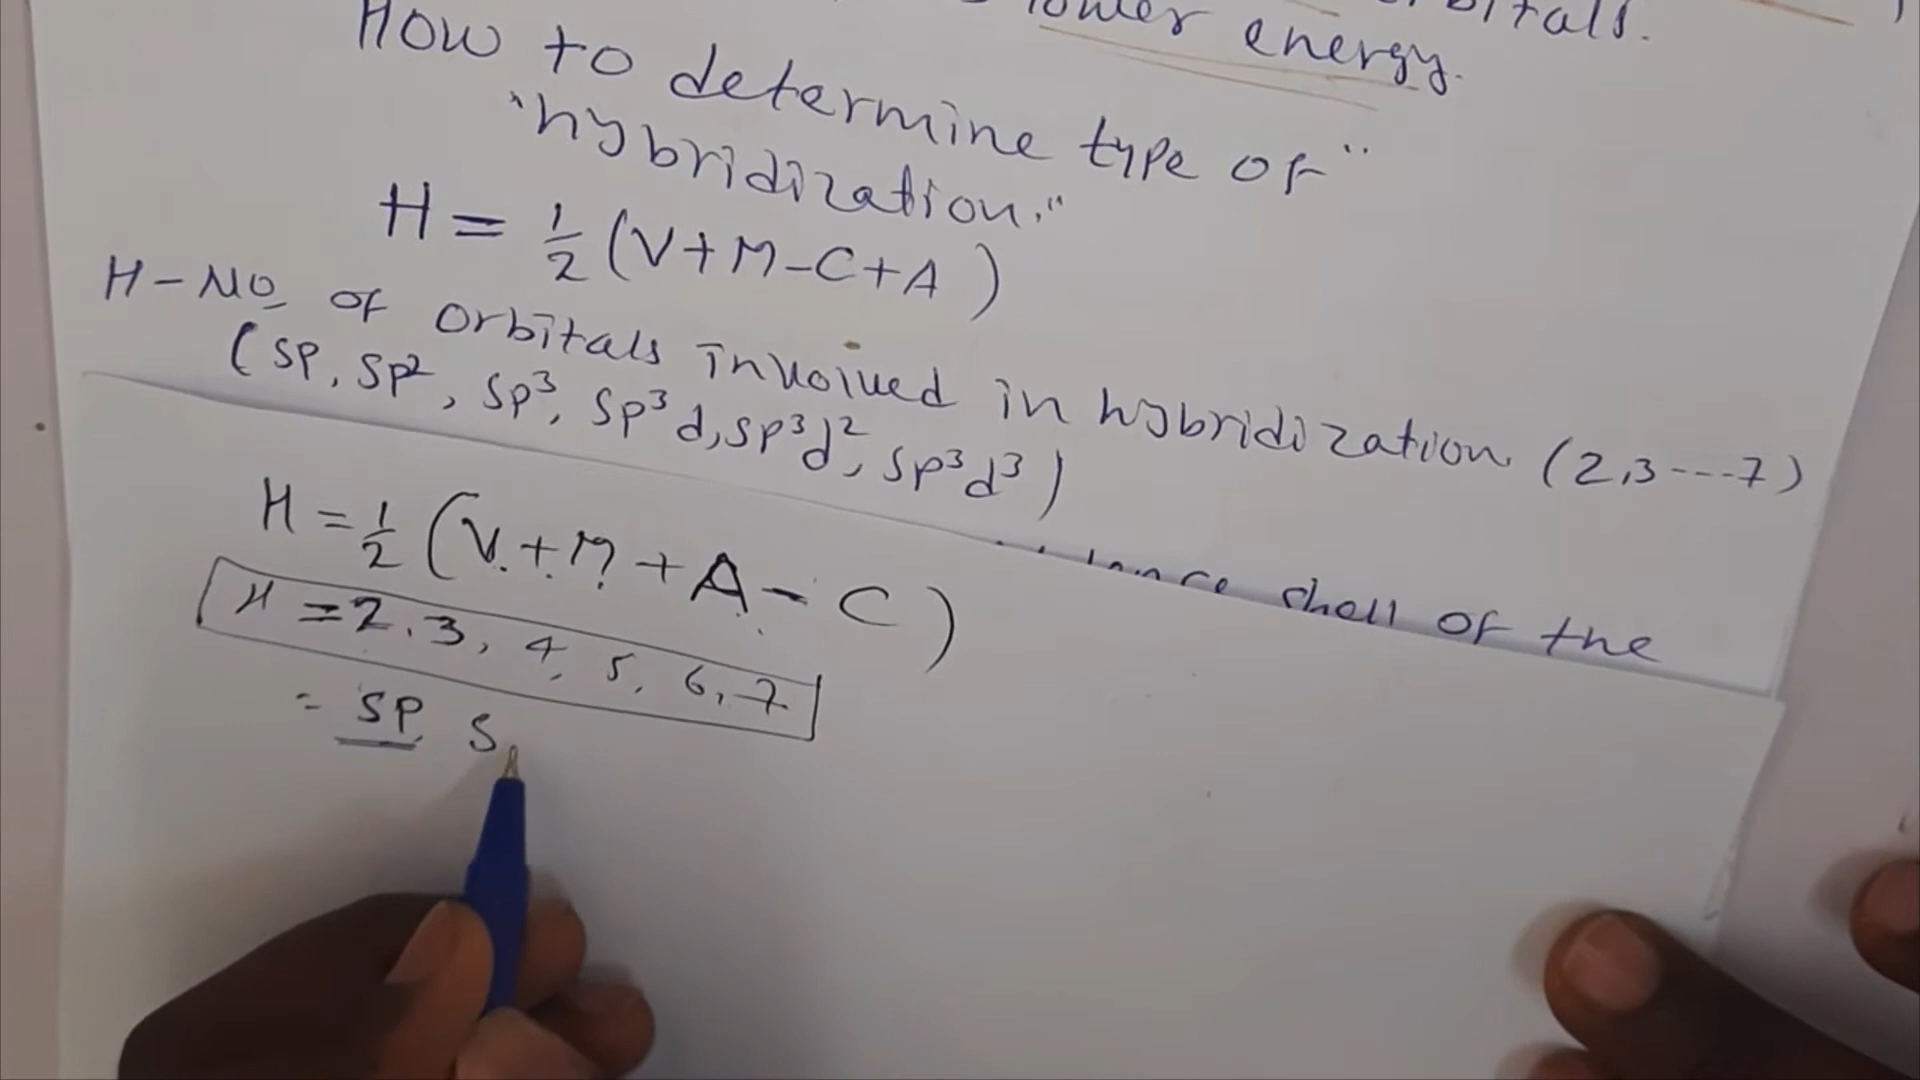 orbitals.
lower energy.
How to determine type of"
"hybridization."
H = 1/2 (V+M-C+A)
H - No of orbitals involved in hybridization (2,3---7)
(sp, sp², sp³, sp³d, sp³d², sp³d³)
shell of the
H = 1/2 (V+M+A-C)
H = 2, 3, 4, 5, 6, 7
= SP, S